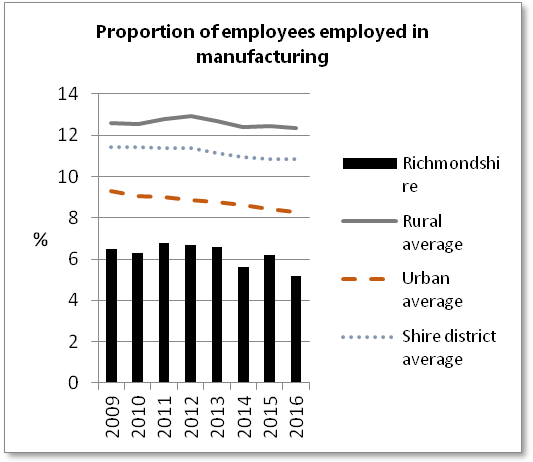 Proportion of employees employed in
manufacturing
14
12
10
8
6
4
2
0
%
2009
2010
2011
2012
2013
2014
2015
2016
Richmondshi
re
Rural
average
Urban
average
Shire district
average